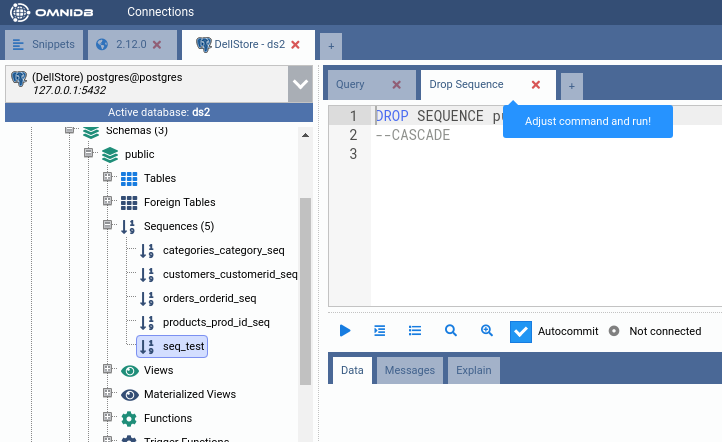 OMNIDB Connections
Snippets 2.12.0 DellStore - ds2 +
(DellStore) postgres@postgres
127.0.0.1:5432
Active database: ds2
Schemas (3)
public
Tables
Foreign Tables
Sequences (5)
categories_category_seq
customers_customerid_seq
orders_orderid_seq
products_prod_id_seq
seq_test
Views
Materialized Views
Functions
Trigger Functions
Query Drop Sequence +
1 DROP SEQUENCE
Adjust command and run!
2 --CASCADE
3
Autocommit Not connected
Data Messages Explain